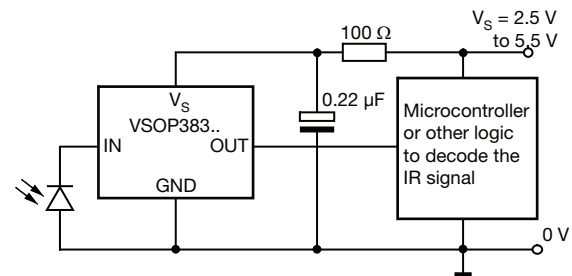 V_S = 2.5 V
to 5.5 V
100 Ω
0.22 µF
V_S
VSOP383..
IN
OUT
GND
Microcontroller
or other logic
to decode the
IR signal
0 V